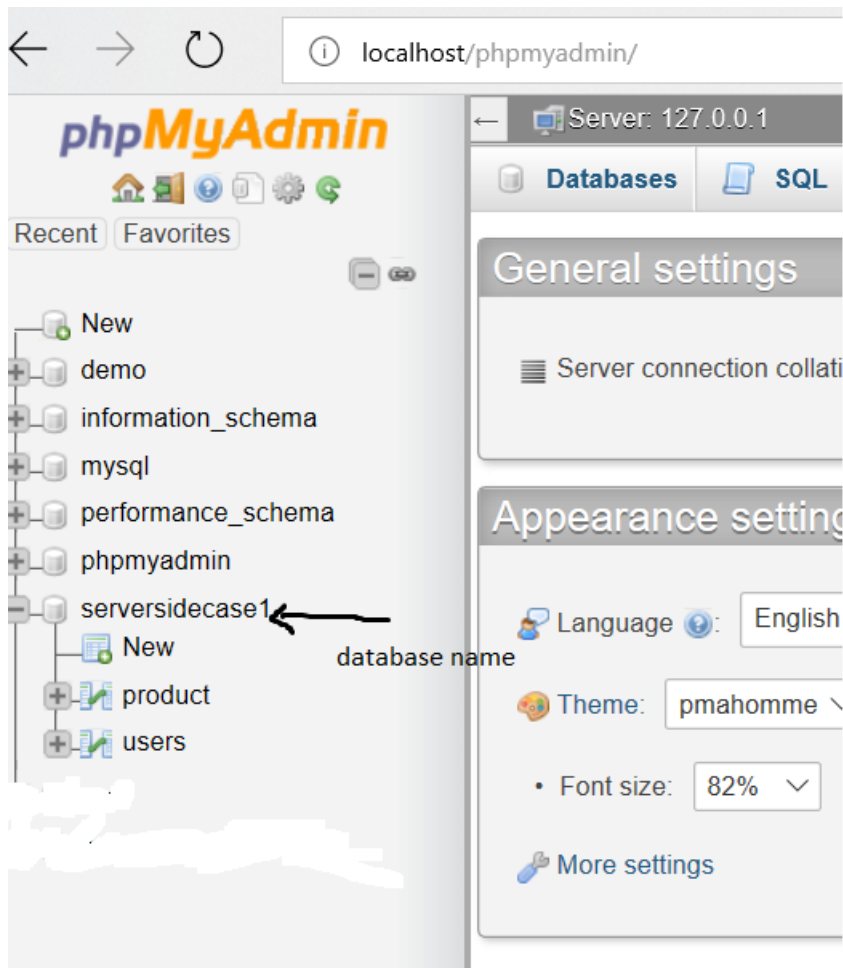 localhost/phpmyadmin/
phpMyAdmin
Recent Favorites
New
demo
information_schema
mysql
performance_schema
phpmyadmin
serversidecase1
New
database name
product
users
Server: 127.0.0.1
Databases SQL
General settings
Server connection collati
Appearance setting
Language : English
Theme: pmahomme
• Font size: 82%
More settings